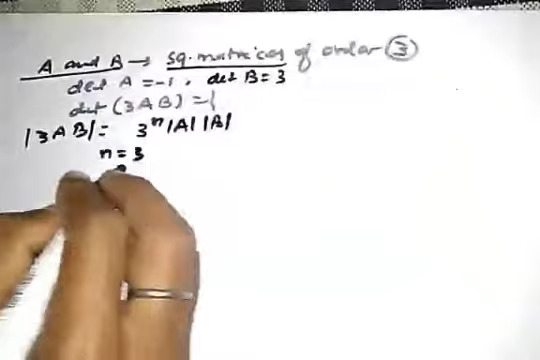 A and B → sq. matrices of order 3
det A = -1, det B = 3
det (3AB) =
|3AB| = 3ⁿ |A| |B|
n = 3